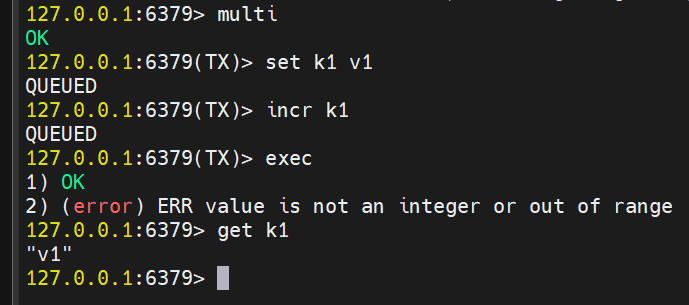 127.0.0.1:6379> multi
OK
127.0.0.1:6379(TX)> set k1 v1
QUEUED
127.0.0.1:6379(TX)> incr k1
QUEUED
127.0.0.1:6379(TX)> exec
1) OK
2) (error) ERR value is not an integer or out of range
127.0.0.1:6379> get k1
"v1"
127.0.0.1:6379>